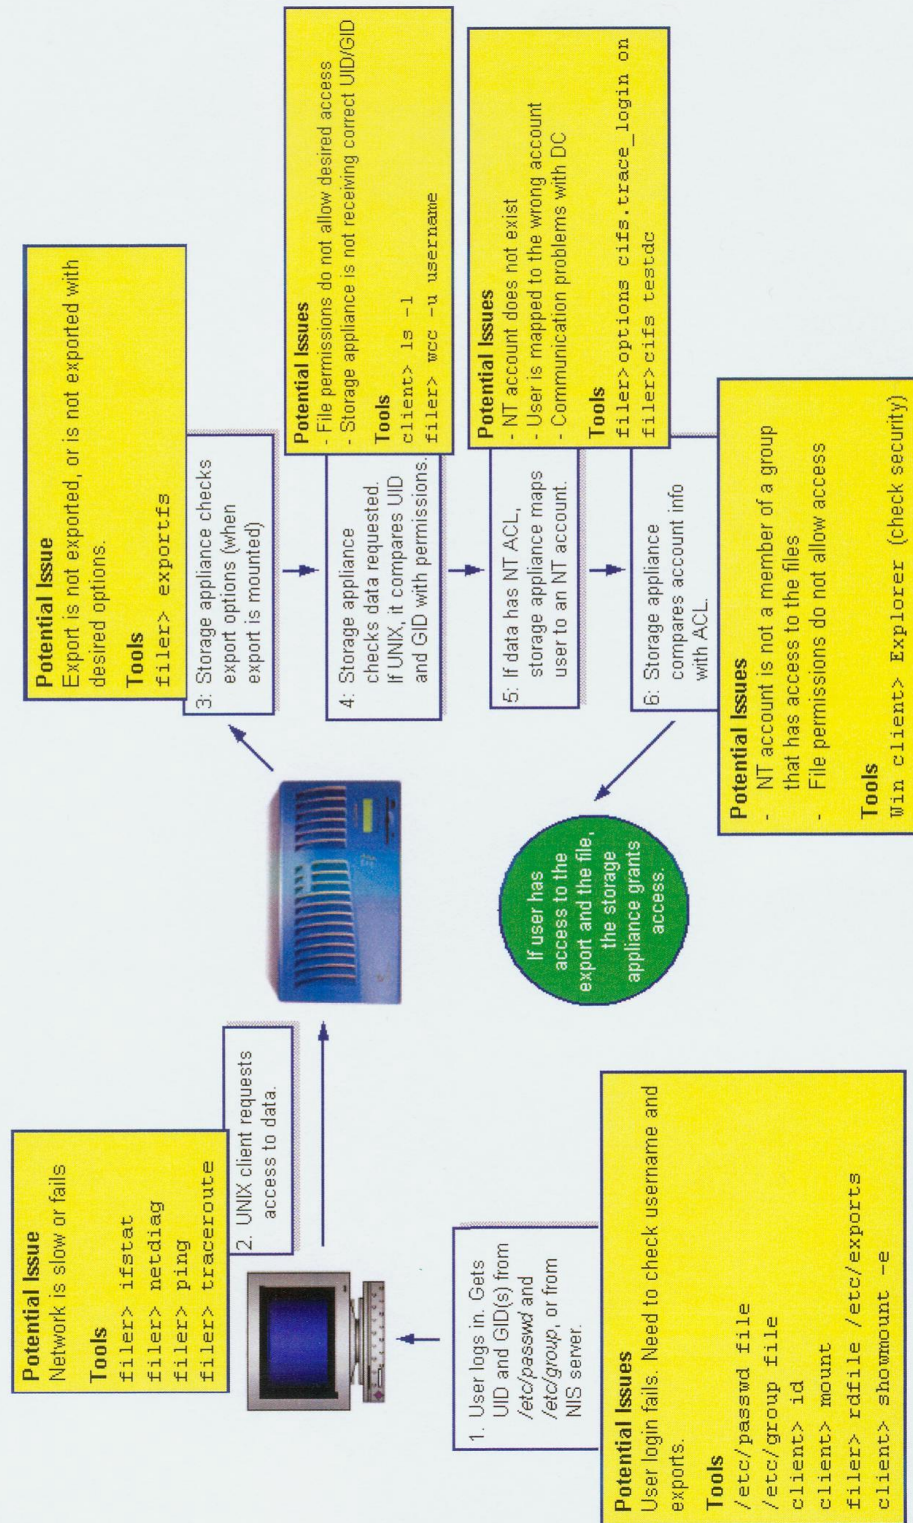 Potential Issue
Network is slow or fails
Tools
filer> ifstat
filer> netdiag
filer> ping
filer> traceroute
2. UNIX client requests
access to data.
1. User logs in. Gets
UID and GID(s) from
/etc/passwd and
/etc/group, or from
NIS server.
Potential Issues
User login fails. Need to check username and
exports.
Tools
/etc/passwd file
/etc/group file
client> id
client> mount
filer> rdfile /etc/exports
client> showmount -e
Potential Issue
Export is not exported, or is not exported with
desired options.
Tools
filer> exportfs
3: Storage appliance checks
export options (when
export is mounted)
Potential Issues
- File permissions do not allow desired access
- Storage appliance is not receiving correct UID/GID
Tools
client> ls -l
filer> wcc -u username
4: Storage appliance
checks data requested.
If UNIX, it compares UID
and GID with permissions.
Potential Issues
- NT account does not exist
- User is mapped to the wrong account
- Communication problems with DC
Tools
filer>options cifs.trace_login on
filer>cifs testdc
5: If data has NT ACL,
storage appliance maps
user to an NT account.
6: Storage appliance
compares account info
with ACL.
Potential Issues
- NT account is not a member of a group
that has access to the files
- File permissions do not allow access
Tools
Win client> Explorer (check security)
If user has
access to the
export and the file,
the storage
appliance grants
access.